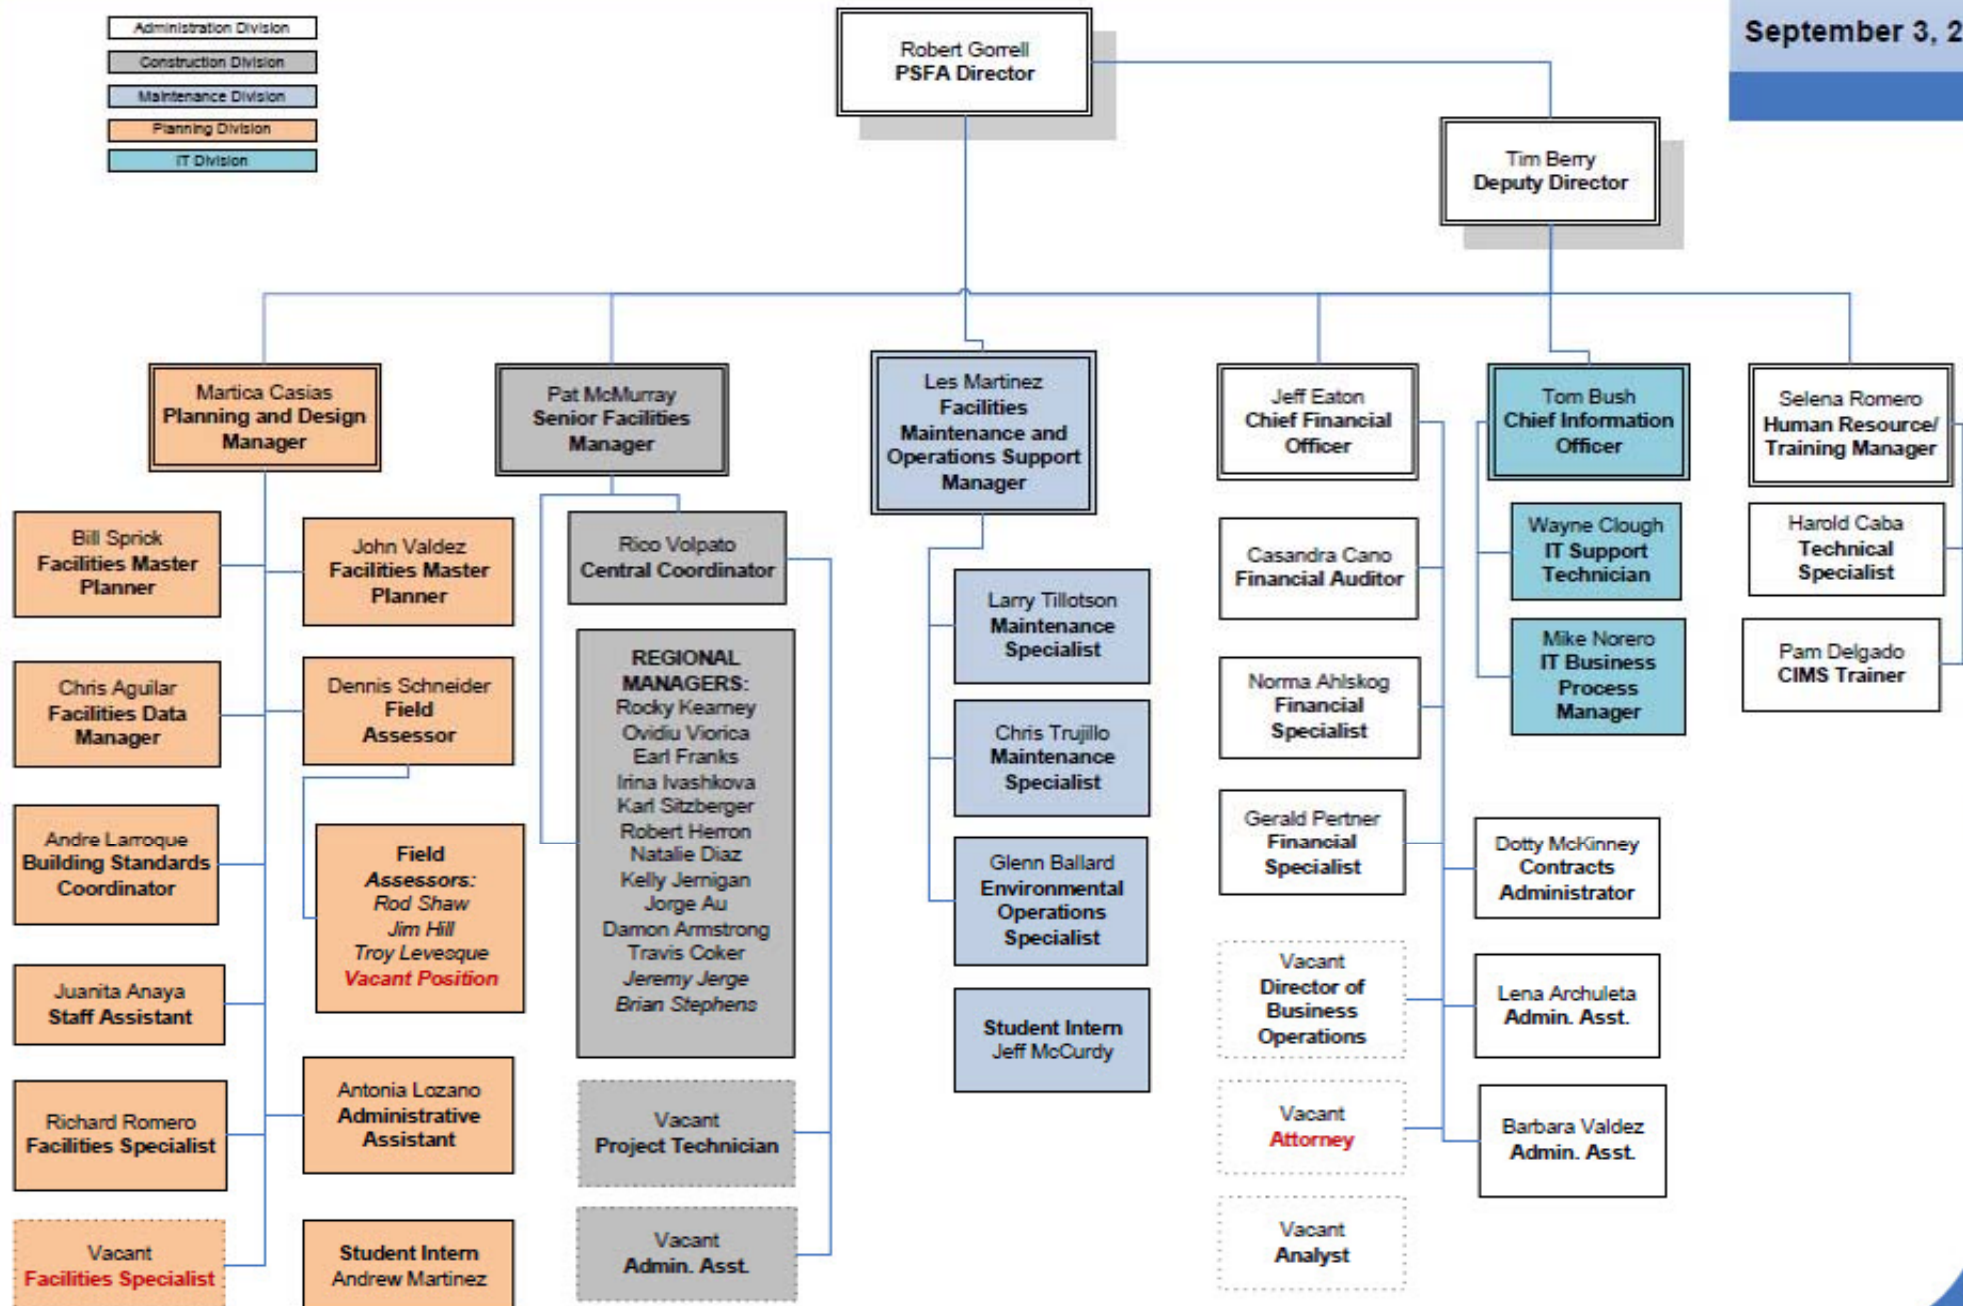 Administration Division
Construction Division
Maintenance Division
Planning Division
IT Division
September 3, 2
Robert Gorrell
PSFA Director
Tim Berry
Deputy Director
Martica Casias
Planning and Design
Manager
Pat McMurray
Senior Facilities
Manager
Les Martinez
Facilities
Maintenance and
Operations Support
Manager
Jeff Eaton
Chief Financial
Officer
Tom Bush
Chief Information
Officer
Selena Romero
Human Resource/
Training Manager
Bill Sprick
Facilities Master
Planner
John Valdez
Facilities Master
Planner
Chris Aguilar
Facilities Data
Manager
Dennis Schneider
Field
Assessor
Andre Larroque
Building Standards
Coordinator
Field
Assessors:
Rod Shaw
Jim Hill
Troy Levesque
Vacant Position
Juanita Anaya
Staff Assistant
Richard Romero
Facilities Specialist
Antonia Lozano
Administrative
Assistant
Vacant
Facilities Specialist
Student Intern
Andrew Martinez
Rico Volpato
Central Coordinator
REGIONAL
MANAGERS:
Rocky Kearney
Ovidiu Viorica
Earl Franks
Irina Ivashkova
Karl Sitzberger
Robert Herron
Natalie Diaz
Kelly Jernigan
Jorge Au
Damon Armstrong
Travis Coker
Jeremy Jerge
Brian Stephens
Vacant
Project Technician
Vacant
Admin. Asst.
Larry Tillotson
Maintenance
Specialist
Chris Trujillo
Maintenance
Specialist
Glenn Ballard
Environmental
Operations
Specialist
Student Intern
Jeff McCurdy
Casandra Cano
Financial Auditor
Norma Ahlskog
Financial
Specialist
Gerald Pertner
Financial
Specialist
Vacant
Director of
Business
Operations
Vacant
Attorney
Vacant
Analyst
Dotty McKinney
Contracts
Administrator
Lena Archuleta
Admin. Asst.
Barbara Valdez
Admin. Asst.
Wayne Clough
IT Support
Technician
Mike Norero
IT Business
Process
Manager
Harold Caba
Technical
Specialist
Pam Delgado
CIMS Trainer